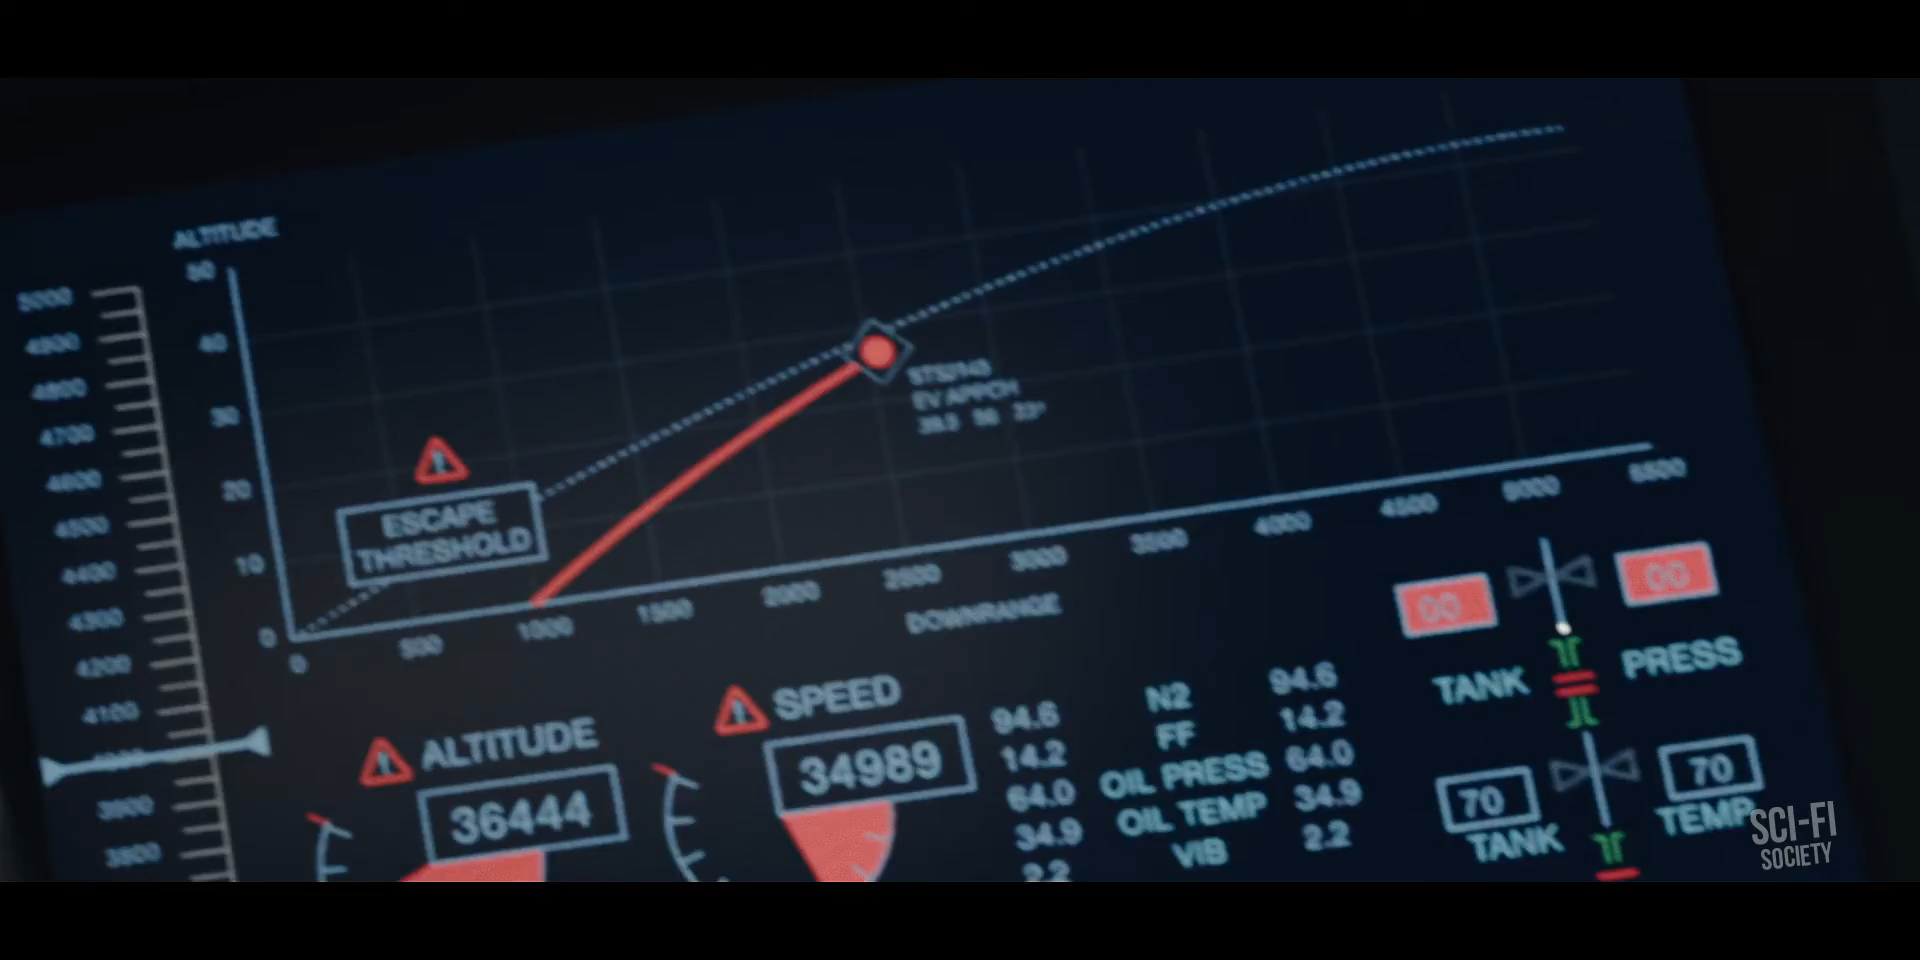 ALTITUDE
50
40
30
20
10
0
5000
4900
4800
4700
4600
4500
4400
4300
4200
4100
3900
3800
ESCAPE
THRESHOLD
EV APPCH
0
500
1000
1500
2000
2500
3000
3500
4000
4500
5000
DOWNRANGE
ALTITUDE
36444
SPEED
34989
94.6 N2 94.6
14.2 FF 14.2
64.0 OIL PRESS 64.0
34.9 OIL TEMP 34.9
2.2 VIB 2.2
00 00
TANK PRESS
70 70
TANK TEMP
SCI-FI
SOCIETY